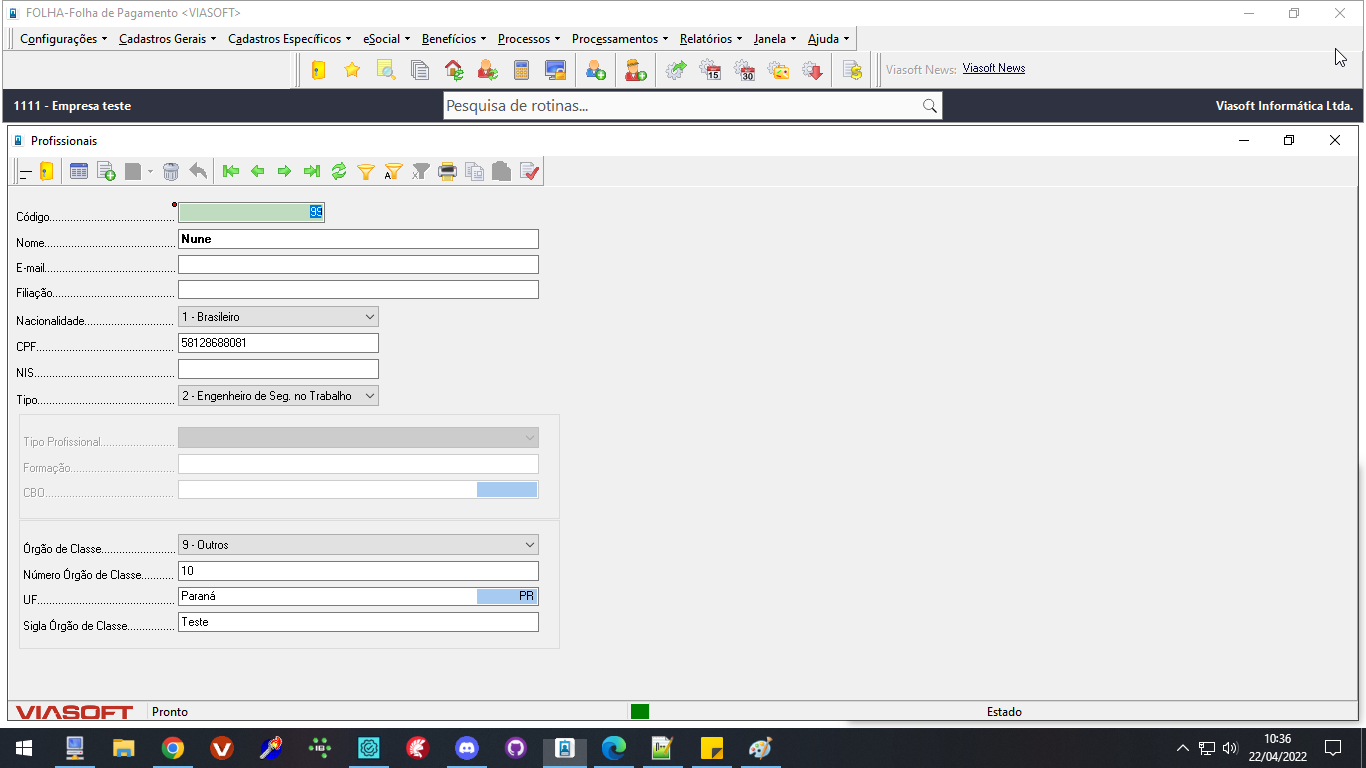 FOLHA-Folha de Pagamento <VIASOFT>
Configurações Cadastros Gerais Cadastros Específicos eSocial Benefícios Processos Processamentos Relatórios Janela Ajuda
15 30 Viasoft News: Viasoft News
1111 - Empresa teste Pesquisa de rotinas... Viasoft Informática Ltda.
Profissionais
Código 99
Nome Nune
E-mail
Filiação
Nacionalidade 1 - Brasileiro
CPF 58128688081
NIS
Tipo 2 - Engenheiro de Seg. no Trabalho
Tipo Profissional
Formação
CBO
Órgão de Classe 9 - Outros
Número Órgão de Classe 10
UF Paraná PR
Sigla Órgão de Classe Teste
VIASOFT Pronto Estado
10:36
22/04/2022